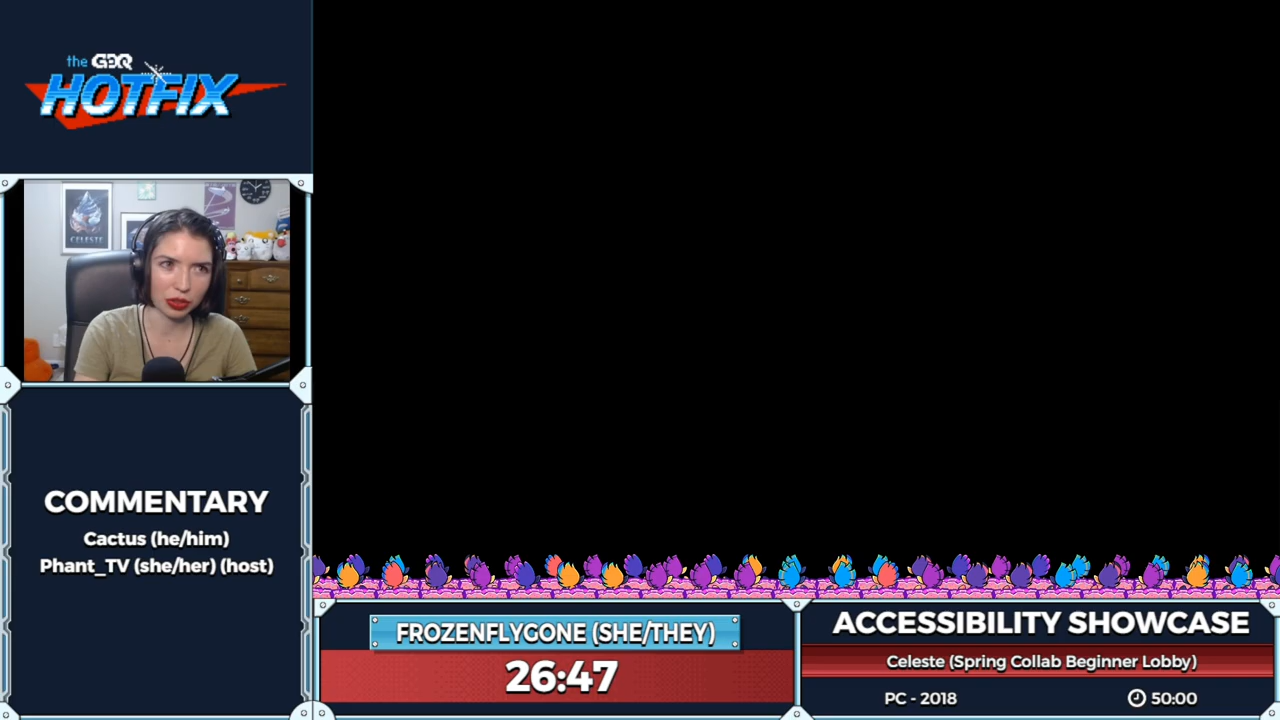 the GDQ
HOTFIX
CELESTE
COMMENTARY
Cactus (he/him)
Phant_TV (she/her) (host)
FROZENFLYGONE (SHE/THEY)
26:47
ACCESSIBILITY SHOWCASE
Celeste (Spring Collab Beginner Lobby)
PC - 2018
50:00